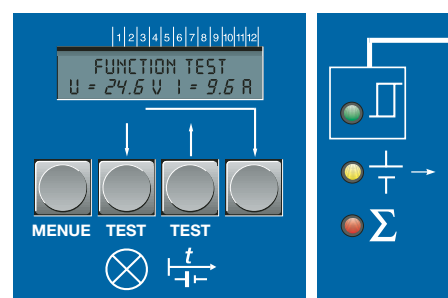 1 2 3 4 5 6 7 8 9 10 11 12
FUNCTION TEST
U = 24.6 V I = 9.6 A
MENUE TEST TEST
t
Σ